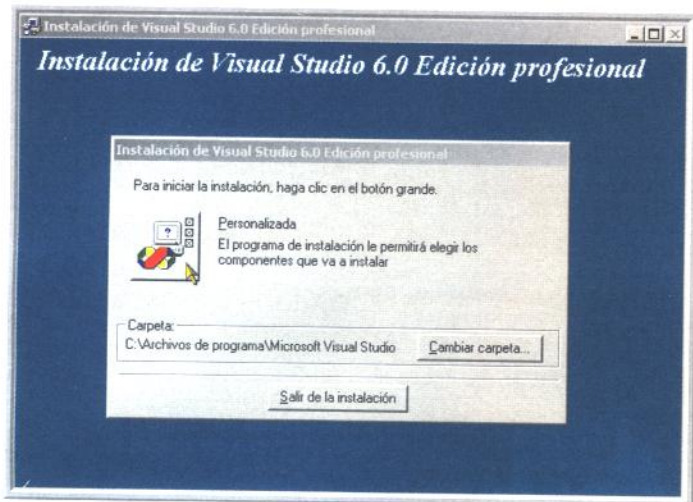 Instalación de Visual Studio 6.0 Edición profesional
Instalación de Visual Studio 6.0 Edición profesional
Instalación de Visual Studio 6.0 Edición profesional
Para iniciar la instalación, haga clic en el botón grande.
Personalizada
El programa de instalación le permitirá elegir los
componentes que va a instalar
Carpeta:
C:\Archivos de programa\Microsoft Visual Studio
Cambiar carpeta...
Salir de la instalación